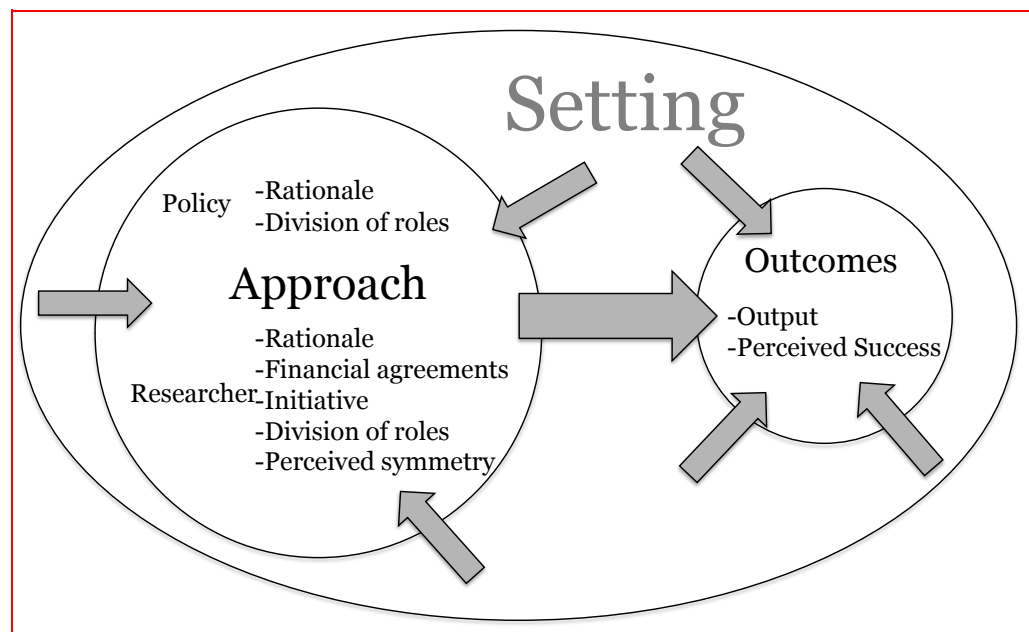 Setting
Policy
-Rationale
-Division of roles
Approach
Researcher
-Rationale
-Financial agreements
-Initiative
-Division of roles
-Perceived symmetry
Outcomes
-Output
-Perceived Success